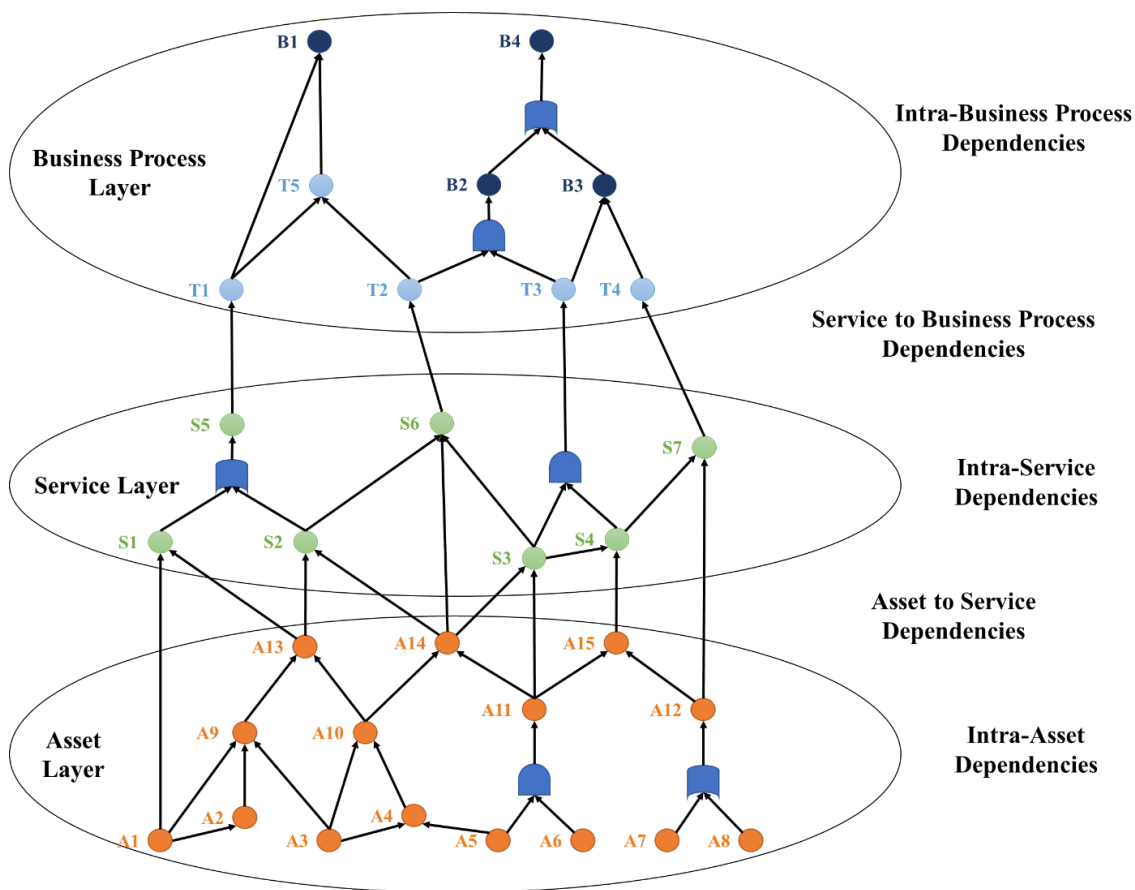 B1
B4
Intra-Business Process
Dependencies
Business Process
Layer
T5
B2
B3
T1
T2
T3
T4
Service to Business Process
Dependencies
S5
S6
S7
Service Layer
Intra-Service
Dependencies
S1
S2
S3
S4
Asset to Service
Dependencies
A13
A14
A15
A11
A12
A9
A10
Asset
Layer
Intra-Asset
Dependencies
A2
A4
A1
A3
A5
A6
A7
A8